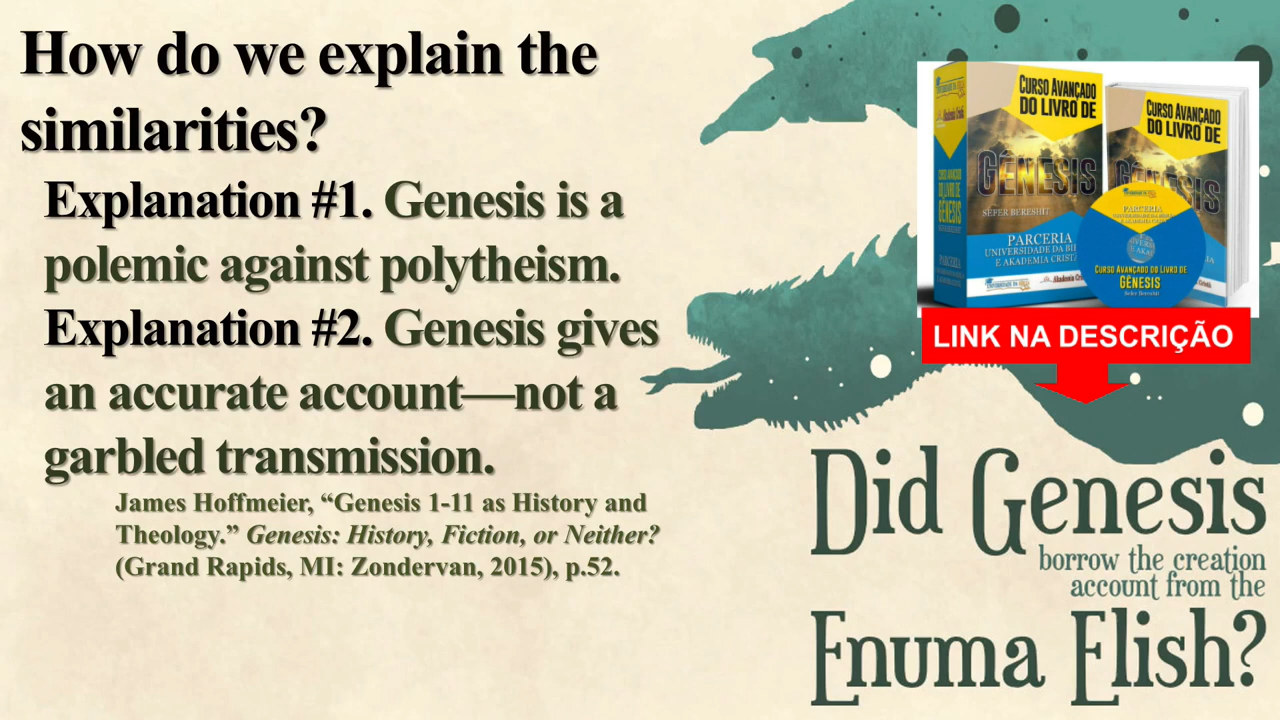 How do we explain the
similarities?
Explanation #1. Genesis is a
polemic against polytheism.
Explanation #2. Genesis gives
an accurate account—not a
garbled transmission.
James Hoffmeier, “Genesis 1-11 as History and
Theology.” Genesis: History, Fiction, or Neither?
(Grand Rapids, MI: Zondervan, 2015), p.52.
CURSO AVANÇADO
DO LIVRO DE
GÊNESIS
SÊFER BERESHIT
PARCERIA
UNIVERSIDADE DA
E AKADEMIA
CURSO AVANÇADO
DO LIVRO DE
PARCERIA
CURSO AVANÇADO DO LIVRO DE
GÊNESIS
Sefer Bereshit
LINK NA DESCRIÇÃO
Did Genesis
borrow the creation
account from the
Enuma Elish?